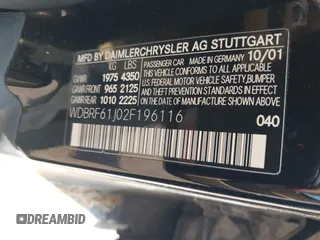 MFD BY DAIMLERCHRYSLER AG STUTTGART
KG LBS MADE IN GERMANY 10/01
GVWR 1975 4350 THIS VEHICLE CONFORMS TO ALL
GAWR FRONT 965 2125 APPLICABLE U.S. FEDERAL MOTOR
GAWR REAR 1010 2225 VEHICLE SAFETY, BUMPER, AND
THEFT PREVENTION STANDARDS IN
EFFECT ON THE DATE OF
MANUFACTURE SHOWN ABOVE
WDBRF61J02F196116
040
DREAMBID